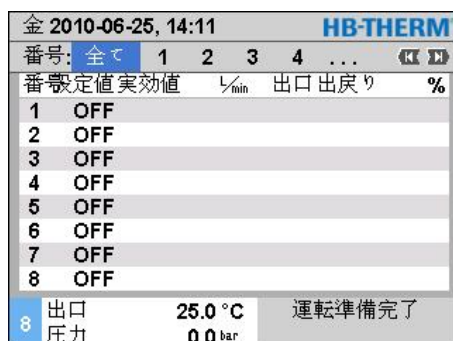 金 2010-06-25, 14:11 HB-THERM
番号: 全て 1 2 3 4 ...
番号 設定値 実効値 L/min 出口 出戻り %
1 OFF
2 OFF
3 OFF
4 OFF
5 OFF
6 OFF
7 OFF
8 OFF
8 出口 25.0 °C 運転準備完了
圧力 0.0 bar